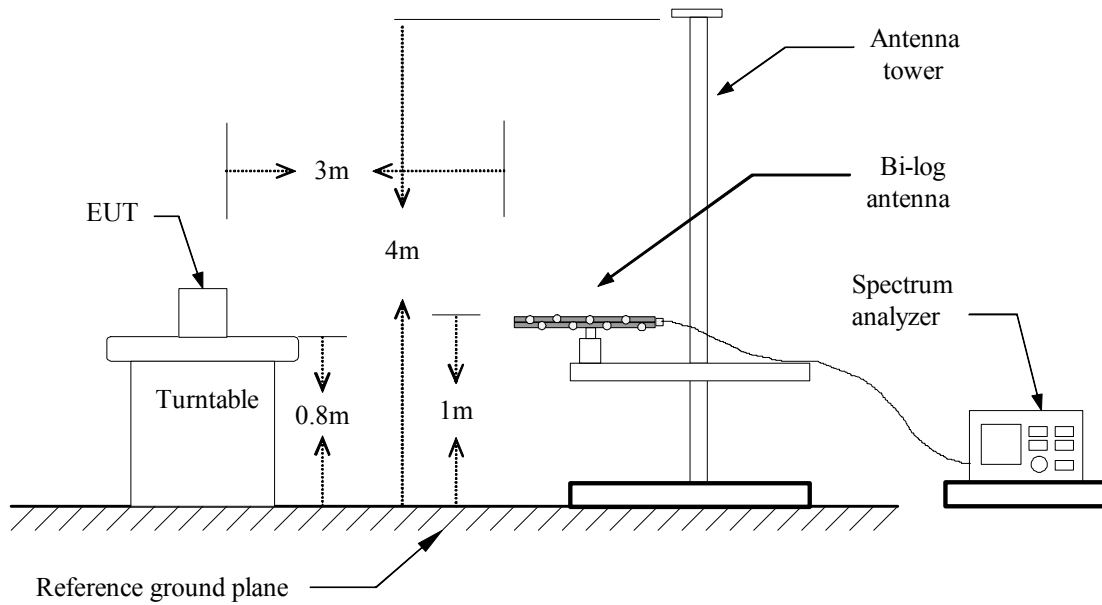 Antenna
tower
3m
Bi-log
antenna
EUT
4m
Spectrum
analyzer
Turntable
0.8m
1m
Reference ground plane